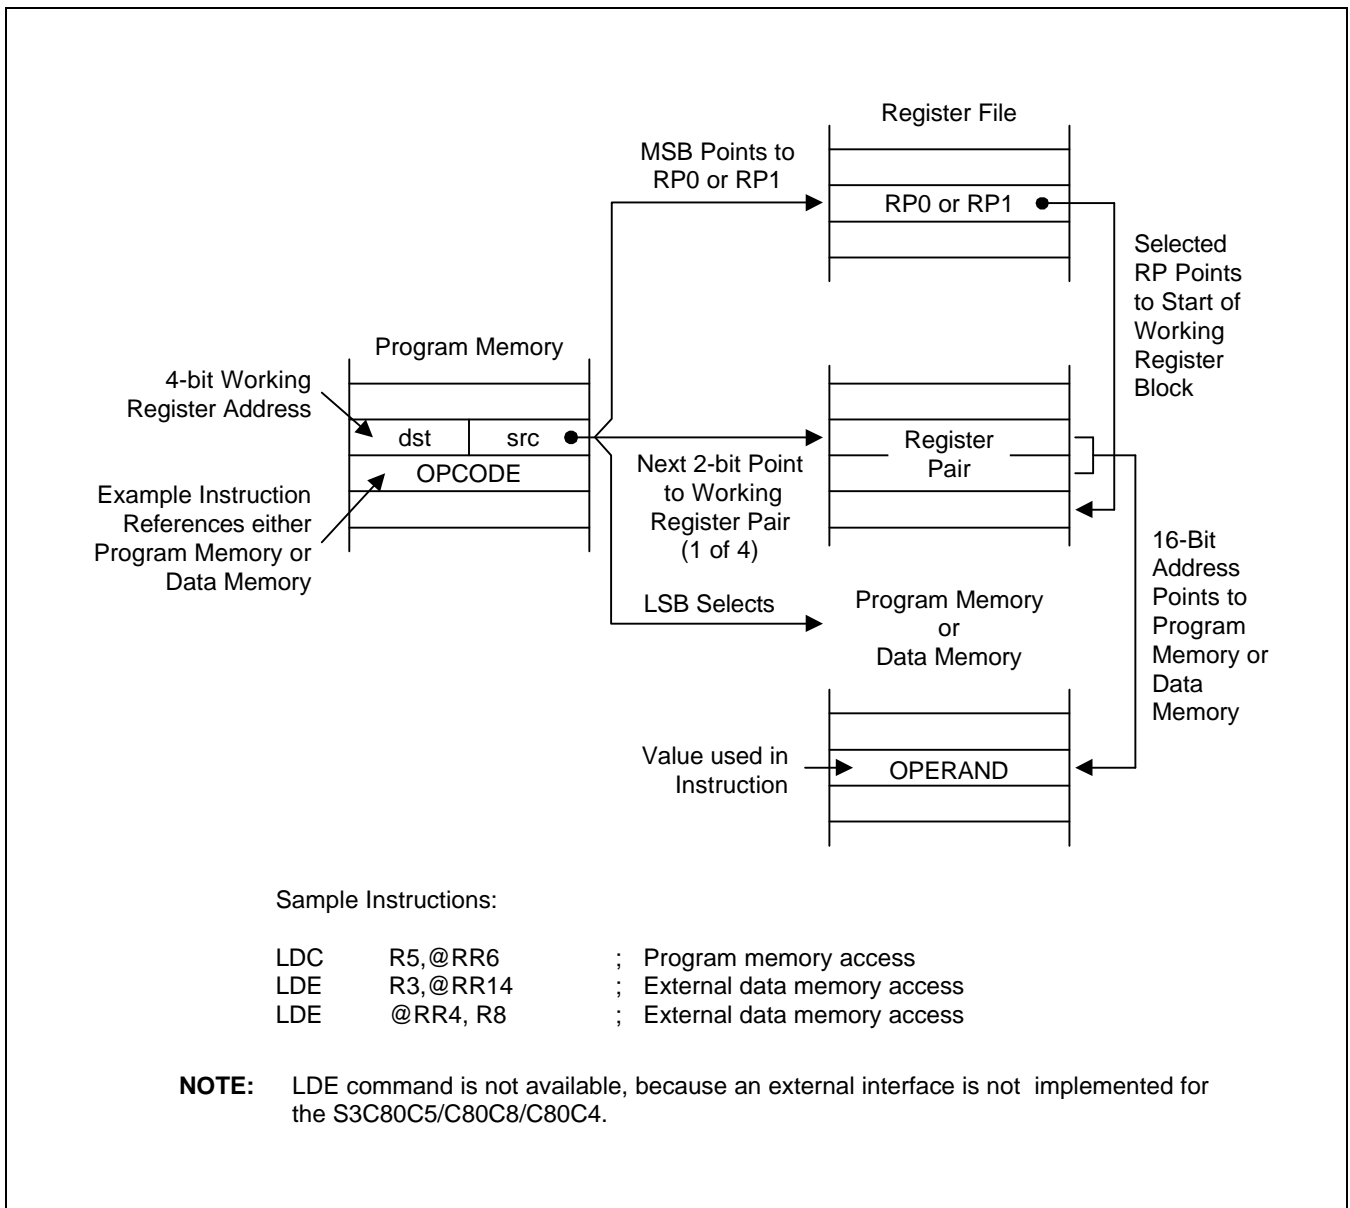 Register File
MSB Points to
RP0 or RP1
RP0 or RP1
Selected
RP Points
to Start of
Working
Register
Block
Program Memory
4-bit Working
Register Address
dst src
OPCODE
Example Instruction
References either
Program Memory or
Data Memory
Register
Pair
Next 2-bit Point
to Working
Register Pair
(1 of 4)
16-Bit
Address
Points to
Program
Memory or
Data
Memory
LSB Selects
Program Memory
or
Data Memory
Value used in
Instruction
OPERAND
Sample Instructions:
LDC R5,@RR6 ; Program memory access
LDE R3,@RR14 ; External data memory access
LDE @RR4, R8 ; External data memory access
NOTE: LDE command is not available, because an external interface is not implemented for
the S3C80C5/C80C8/C80C4.